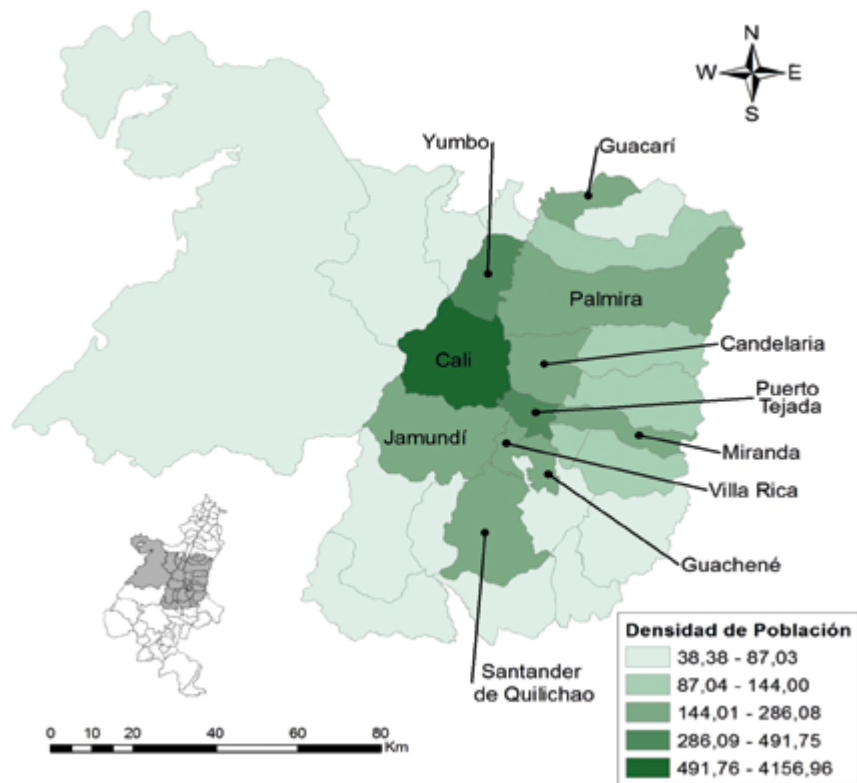 N
W E
S
Yumbo
Guacarí
Palmira
Candelaria
Cali
Puerto
Tejada
Jamundí
Miranda
Villa Rica
Guachené
Santander
de Quilichao
Densidad de Población
38,38 - 87,03
87,04 - 144,00
144,01 - 286,08
286,09 - 491,75
491,76 - 4156,96
0 10 20 40 60 80
Km